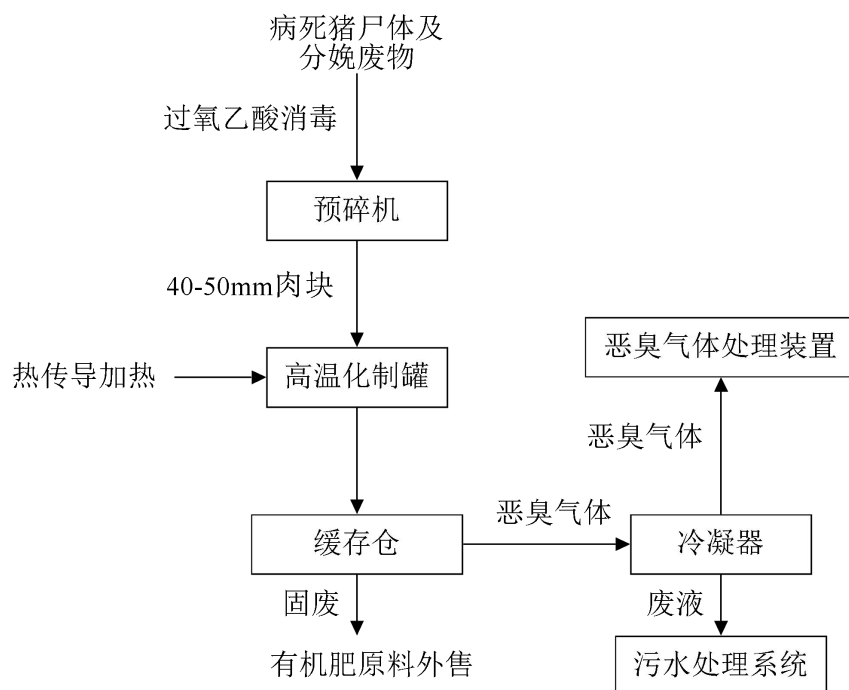 病死猪尸体及
分娩废物
过氧乙酸消毒
预碎机
40-50mm肉块
热传导加热
高温化制罐
恶臭气体处理装置
恶臭气体
恶臭气体
缓存仓
冷凝器
固废
废液
有机肥原料外售
污水处理系统